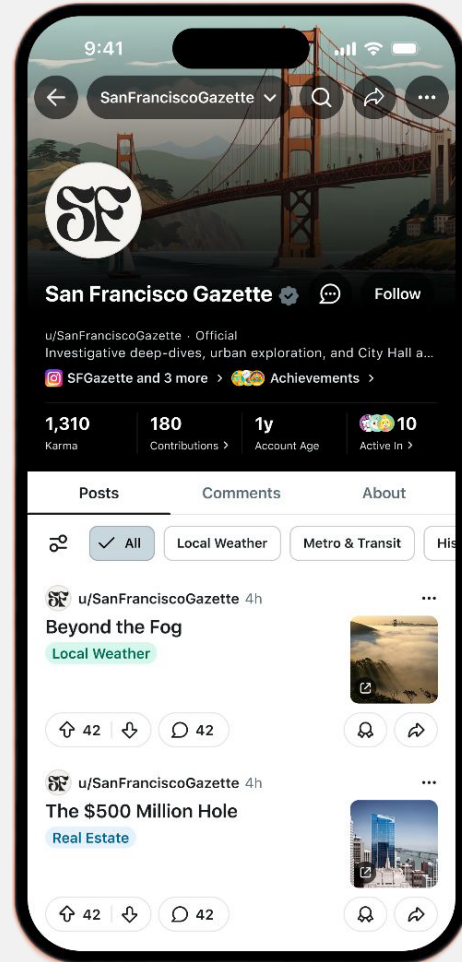 9:41
SanFranciscoGazette
SF
San Francisco Gazette
Follow
u/SanFranciscoGazette · Official
Investigative deep-dives, urban exploration, and City Hall a...
SFGazette and 3 more > Achievements >
1,310 180 1y 10
Karma Contributions > Account Age Active In >
Posts Comments About
All Local Weather Metro & Transit His
SF u/SanFranciscoGazette 4h
Beyond the Fog
Local Weather
42 42
SF u/SanFranciscoGazette 4h
The $500 Million Hole
Real Estate
42 42